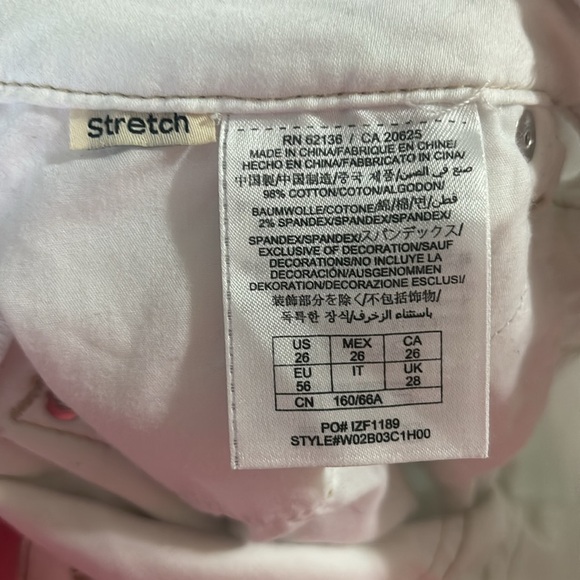 Stretch
RN 62136 / CA 20625
MADE IN CHINA/FABRIQUE EN CHINE/
HECHO EN CHINA/FABBRICATO IN CINA/
中国製/中国制造/중국 제품/صنع في الصين/
98% COTTON/COTON/ALGODON/
BAUMWOLLE/COTONE/綿/棉/면/قطن/
2% SPANDEX/SPANDEX/SPANDEX/
SPANDEX/SPANDEX/スパンデックス/
EXCLUSIVE OF DECORATION/SAUF
DECORATIONS/NO INCLUYE LA
DECORACIÓN/AUSGENOMMEN
DEKORATION/DECORAZIONE ESCLUSI/
装飾部分を除く/不包括饰物/
독특한 장식/باستثناء الزخرف/
US 26 MEX 26 CA 26
EU 56 IT UK 28
CN 160/66A
PO# IZF1189
STYLE#W02B03C1H00